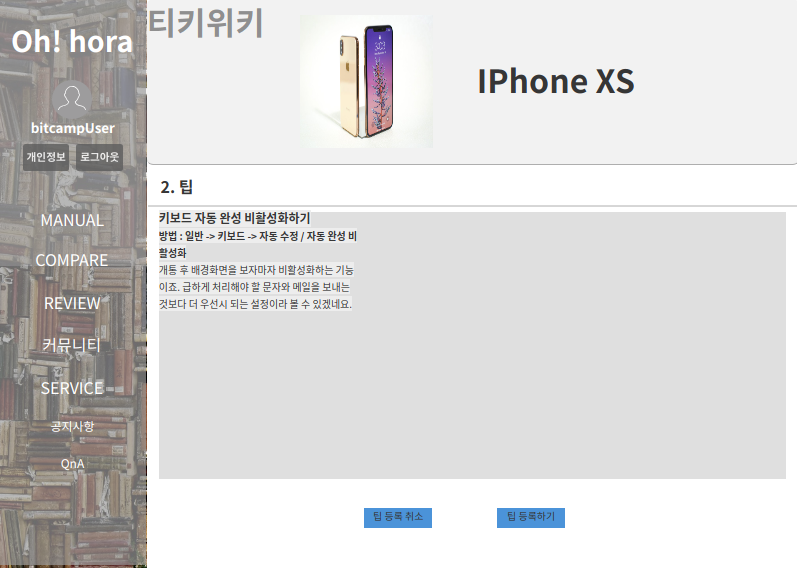 Oh! hora
bitcampUser
개인정보 로그아웃
MANUAL
COMPARE
REVIEW
커뮤니티
SERVICE
공지사항
QnA
티키위키
IPhone XS
2. 팁
키보드 자동 완성 비활성화하기
방법 : 일반 -> 키보드 -> 자동 수정 / 자동 완성 비
활성화
개통 후 배경화면을 보자마자 비활성화하는 기능
이죠. 급하게 처리해야 할 문자와 메일을 보내는
것보다 더 우선시 되는 설정이라 볼 수 있겠네요.
팁 등록 취소 팁 등록하기